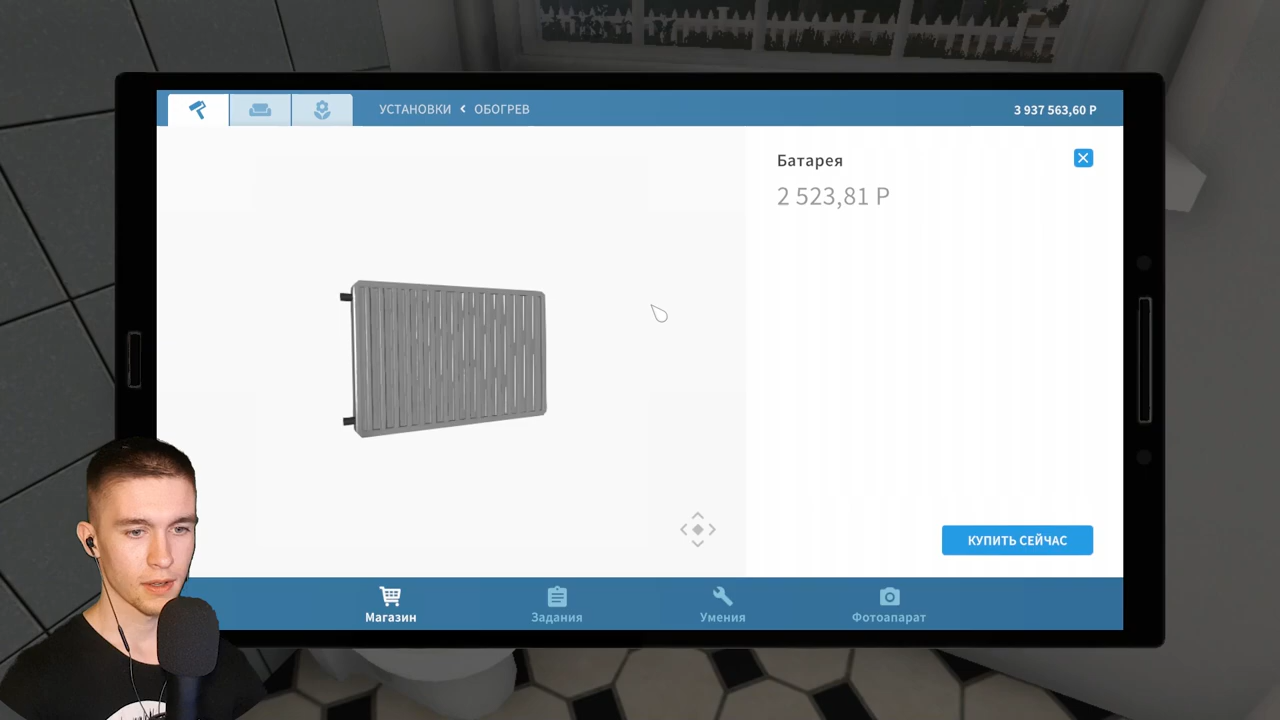 УСТАНОВКИ < ОБОГРЕВ
3 937 563,60 Р
Батарея
2 523,81 Р
КУПИТЬ СЕЙЧАС
Магазин
Задания
Умения
Фотоапарат